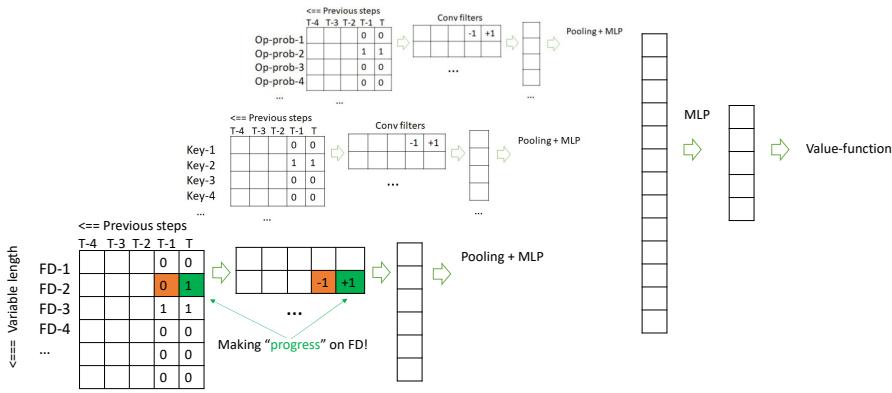 <== Previous steps
T-4 T-3 T-2 T-1 T
Conv filters
Op-prob-1 0 0
-1 +1
Op-prob-2 1 1
Op-prob-3 0 0
Op-prob-4 0 0
...
...
...
...
Pooling + MLP
<== Previous steps
T-4 T-3 T-2 T-1 T
Conv filters
Key-1 0 0
-1 +1
Key-2 1 1
Key-3 0 0
Key-4 0 0
...
...
...
...
Pooling + MLP
<== Previous steps
T-4 T-3 T-2 T-1 T
<=== Variable length
FD-1 0 0
FD-2 0 1
-1 +1
FD-3 1 1
FD-4 0 0
... 0 0
0 0
...
Making “progress” on FD!
Pooling + MLP
MLP
Value-function